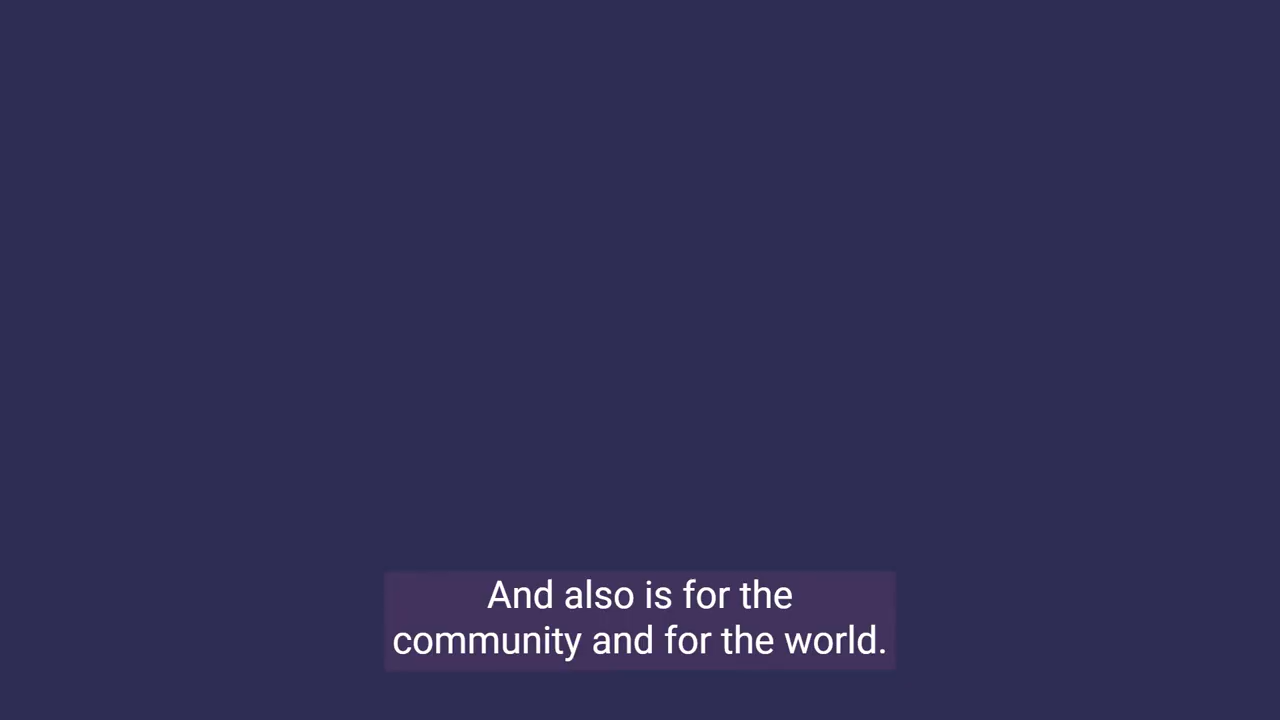 And also is for the
community and for the world.